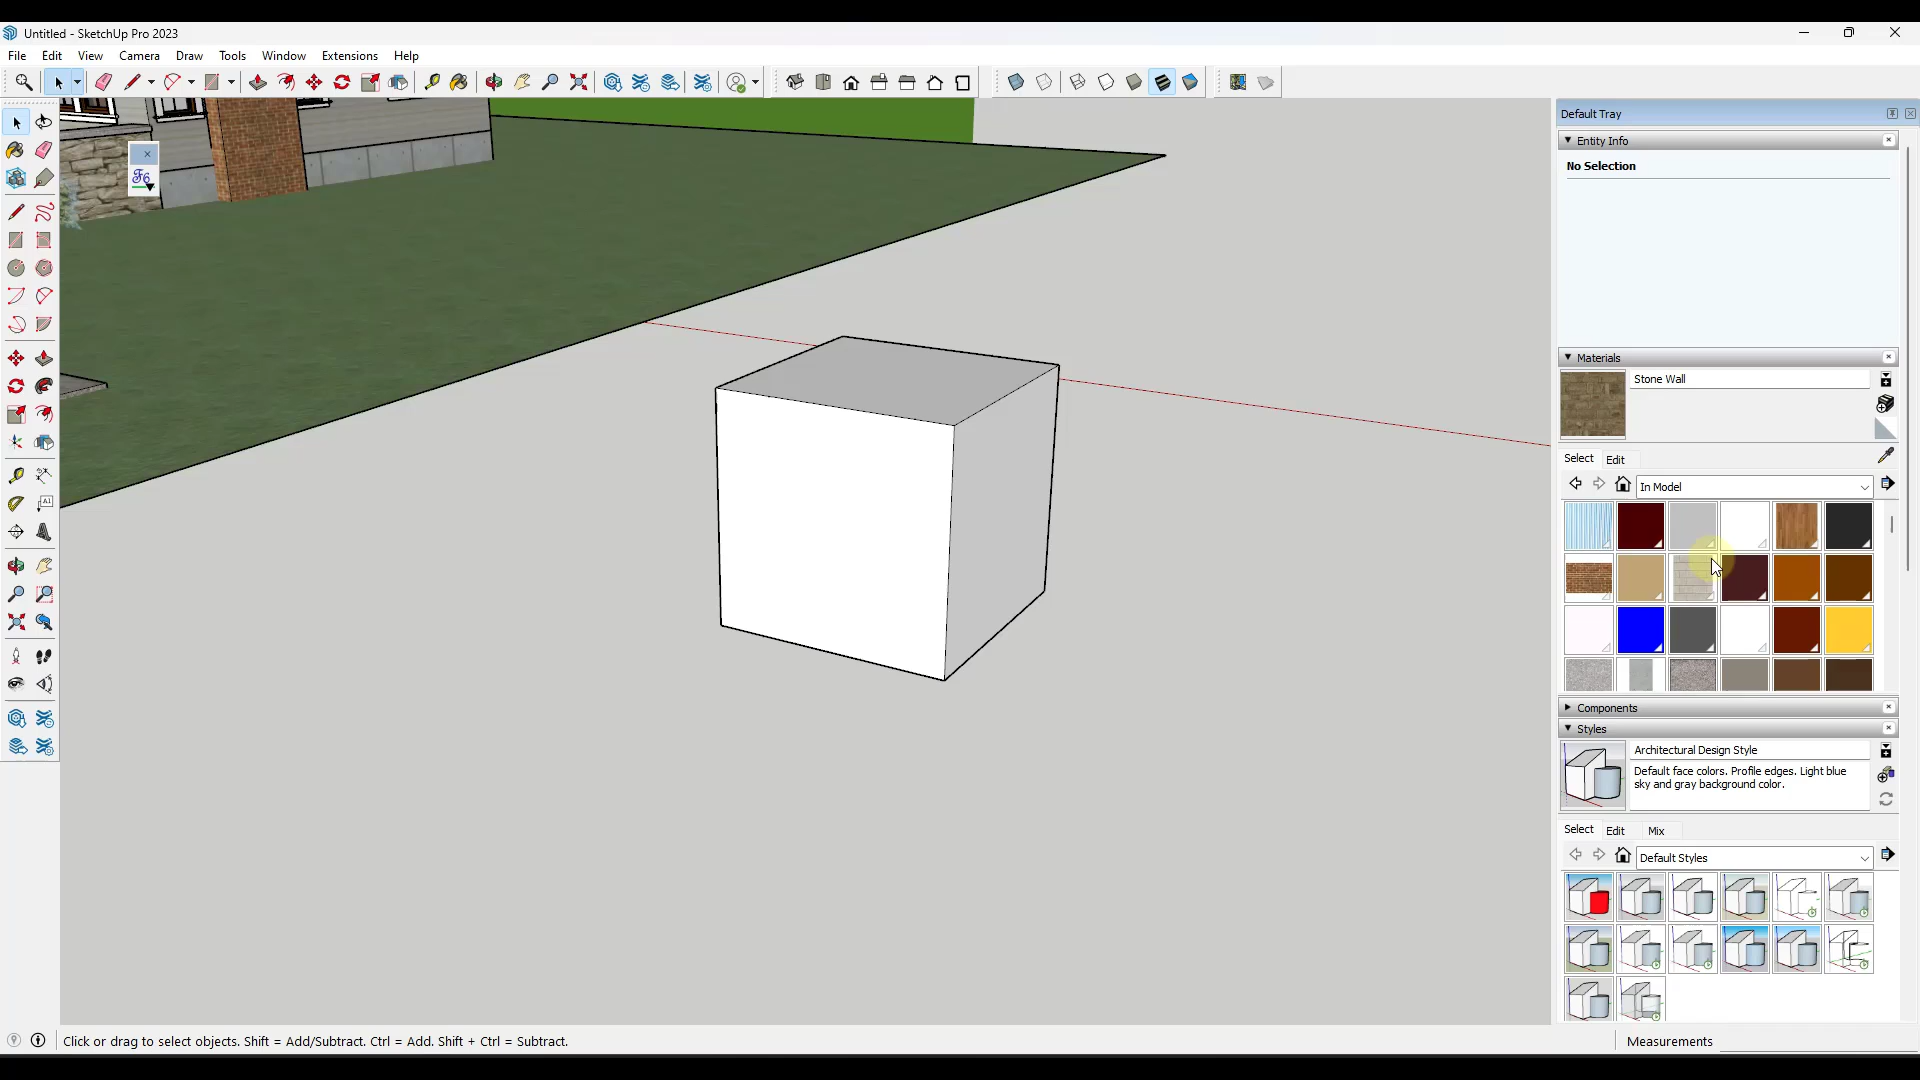 Untitled - SketchUp Pro 2023
File Edit View Camera Draw Tools Window Extensions Help
Default Tray
Entity Info
No Selection
Materials
Stone Wall
Select Edit
In Model
Components
Styles
Architectural Design Style
Default face colors. Profile edges. Light blue
sky and gray background color.
Select Edit Mix
Default Styles
Click or drag to select objects. Shift = Add/Subtract. Ctrl = Add. Shift + Ctrl = Subtract.
Measurements